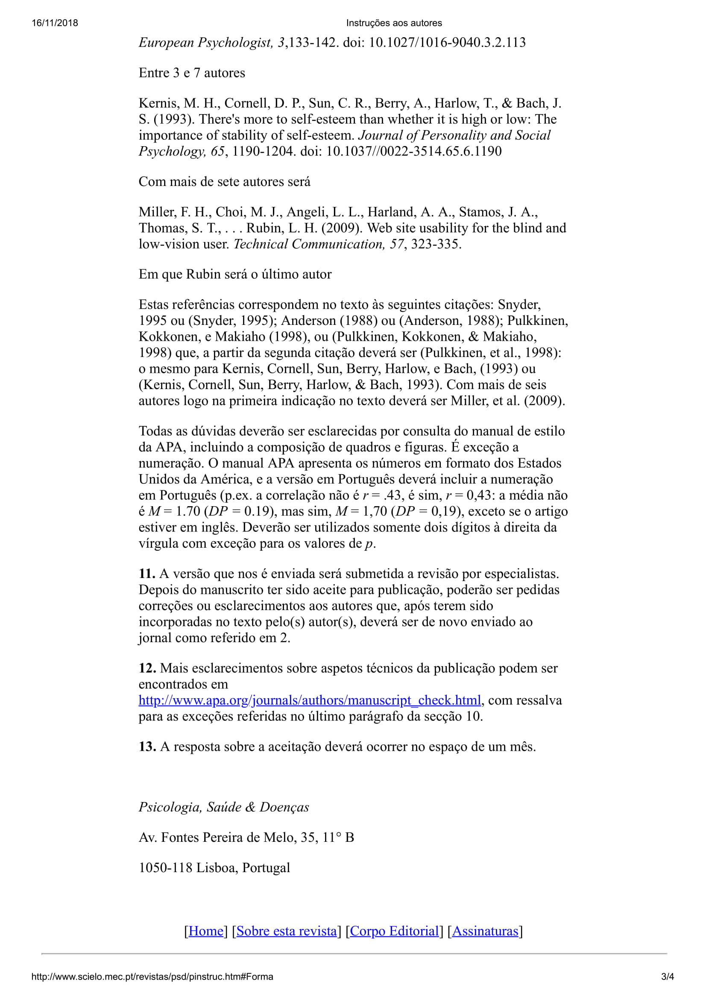 16/11/2018 Instruções aos autores
European Psychologist, 3,133-142. doi: 10.1027/1016-9040.3.2.113
Entre 3 e 7 autores
Kernis, M. H., Cornell, D. P., Sun, C. R., Berry, A., Harlow, T., & Bach, J.
S. (1993). There's more to self-esteem than whether it is high or low: The
importance of stability of self-esteem. Journal of Personality and Social
Psychology, 65, 1190-1204. doi: 10.1037//0022-3514.65.6.1190
Com mais de sete autores será
Miller, F. H., Choi, M. J., Angeli, L. L., Harland, A. A., Stamos, J. A.,
Thomas, S. T., . . . Rubin, L. H. (2009). Web site usability for the blind and
low-vision user. Technical Communication, 57, 323-335.
Em que Rubin será o último autor
Estas referências correspondem no texto às seguintes citações: Snyder,
1995 ou (Snyder, 1995); Anderson (1988) ou (Anderson, 1988); Pulkkinen,
Kokkonen, e Makiaho (1998), ou (Pulkkinen, Kokkonen, & Makiaho,
1998) que, a partir da segunda citação deverá ser (Pulkkinen, et al., 1998):
o mesmo para Kernis, Cornell, Sun, Berry, Harlow, e Bach, (1993) ou
(Kernis, Cornell, Sun, Berry, Harlow, & Bach, 1993). Com mais de seis
autores logo na primeira indicação no texto deverá ser Miller, et al. (2009).
Todas as dúvidas deverão ser esclarecidas por consulta do manual de estilo
da APA, incluindo a composição de quadros e figuras. É exceção a
numeração. O manual APA apresenta os números em formato dos Estados
Unidos da América, e a versão em Português deverá incluir a numeração
em Português (p.ex. a correlação não é r = .43, é sim, r = 0,43: a média não
é M = 1.70 (DP = 0.19), mas sim, M = 1,70 (DP = 0,19), exceto se o artigo
estiver em inglês. Deverão ser utilizados somente dois dígitos à direita da
vírgula com exceção para os valores de p.
11. A versão que nos é enviada será submetida a revisão por especialistas.
Depois do manuscrito ter sido aceite para publicação, poderão ser pedidas
correções ou esclarecimentos aos autores que, após terem sido
incorporadas no texto pelo(s) autor(s), deverá ser de novo enviado ao
jornal como referido em 2.
12. Mais esclarecimentos sobre aspetos técnicos da publicação podem ser
encontrados em
http://www.apa.org/journals/authors/manuscript_check.html, com ressalva
para as exceções referidas no último parágrafo da secção 10.
13. A resposta sobre a aceitação deverá ocorrer no espaço de um mês.
Psicologia, Saúde & Doenças
Av. Fontes Pereira de Melo, 35, 11° B
1050-118 Lisboa, Portugal
[Home] [Sobre esta revista] [Corpo Editorial] [Assinaturas]
http://www.scielo.mec.pt/revistas/psd/pinstruc.htm#Forma 3/4